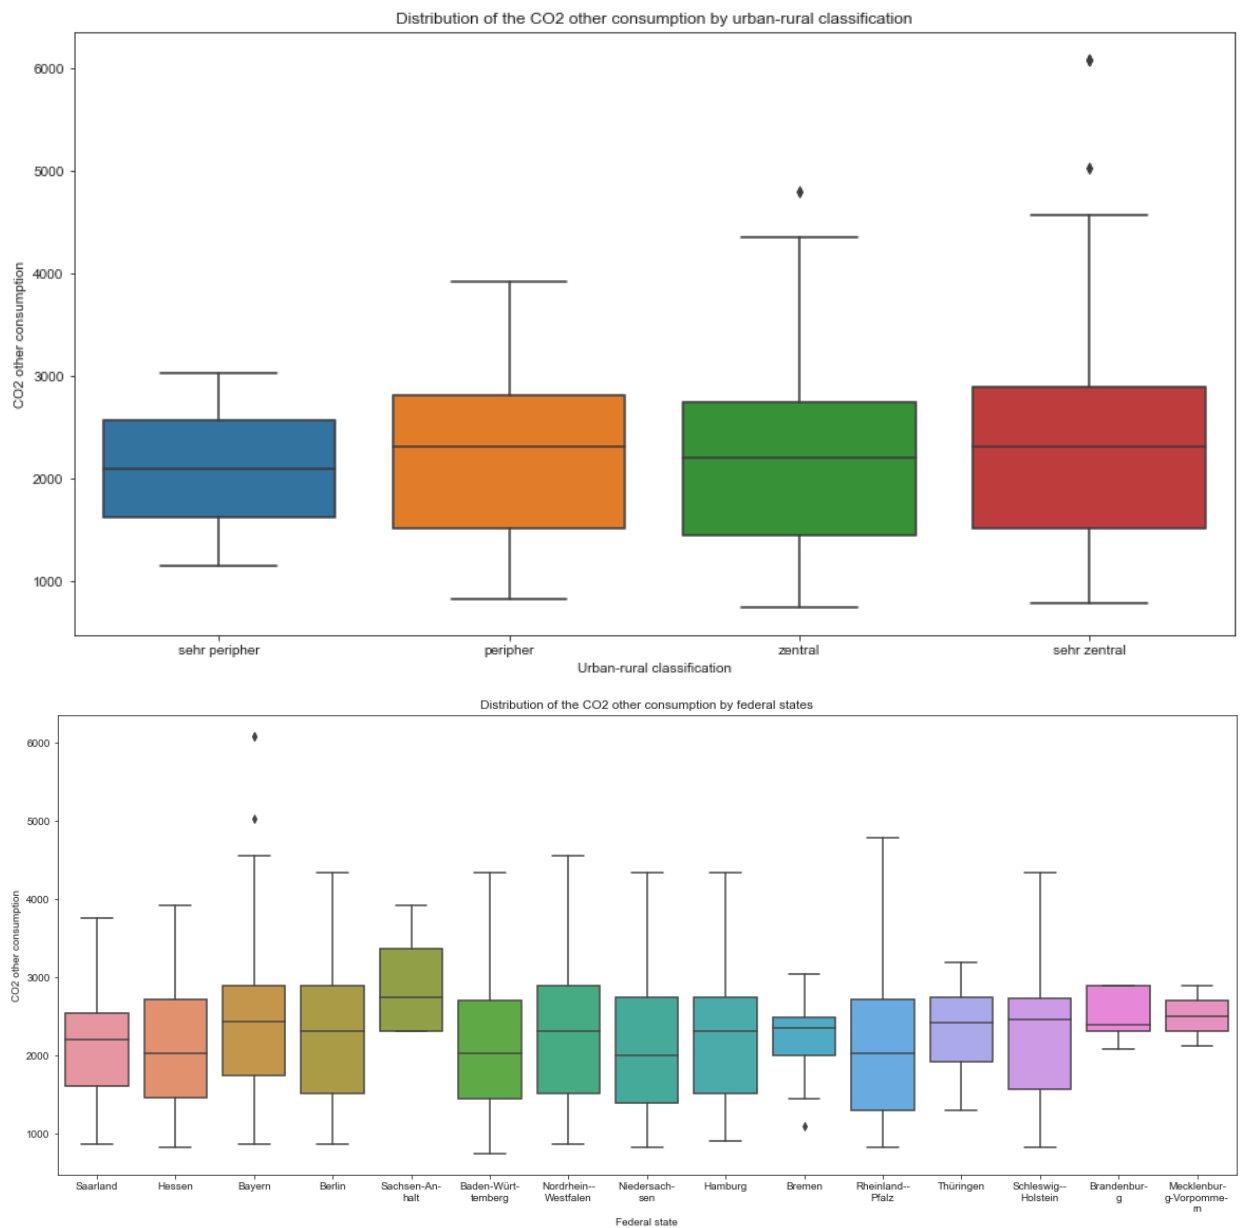 Distribution of the CO2 other consumption by urban-rural classification
6000
5000
4000
3000
2000
1000
CO2 other consumption
sehr peripher
peripher
zentral
sehr zentral
Urban-rural classification
Distribution of the CO2 other consumption by federal states
6000
5000
4000
3000
2000
1000
CO2 other consumption
Saarland
Hessen
Bayern
Berlin
Sachsen-An-
halt
Baden-Würt-
temberg
Nordrhein--
Westfalen
Niedersach-
sen
Hamburg
Bremen
Rheinland--
Pfalz
Thüringen
Schleswig--
Holstein
Brandenbur-
g
Mecklenbur-
g-Vorpomme-
rn
Federal state